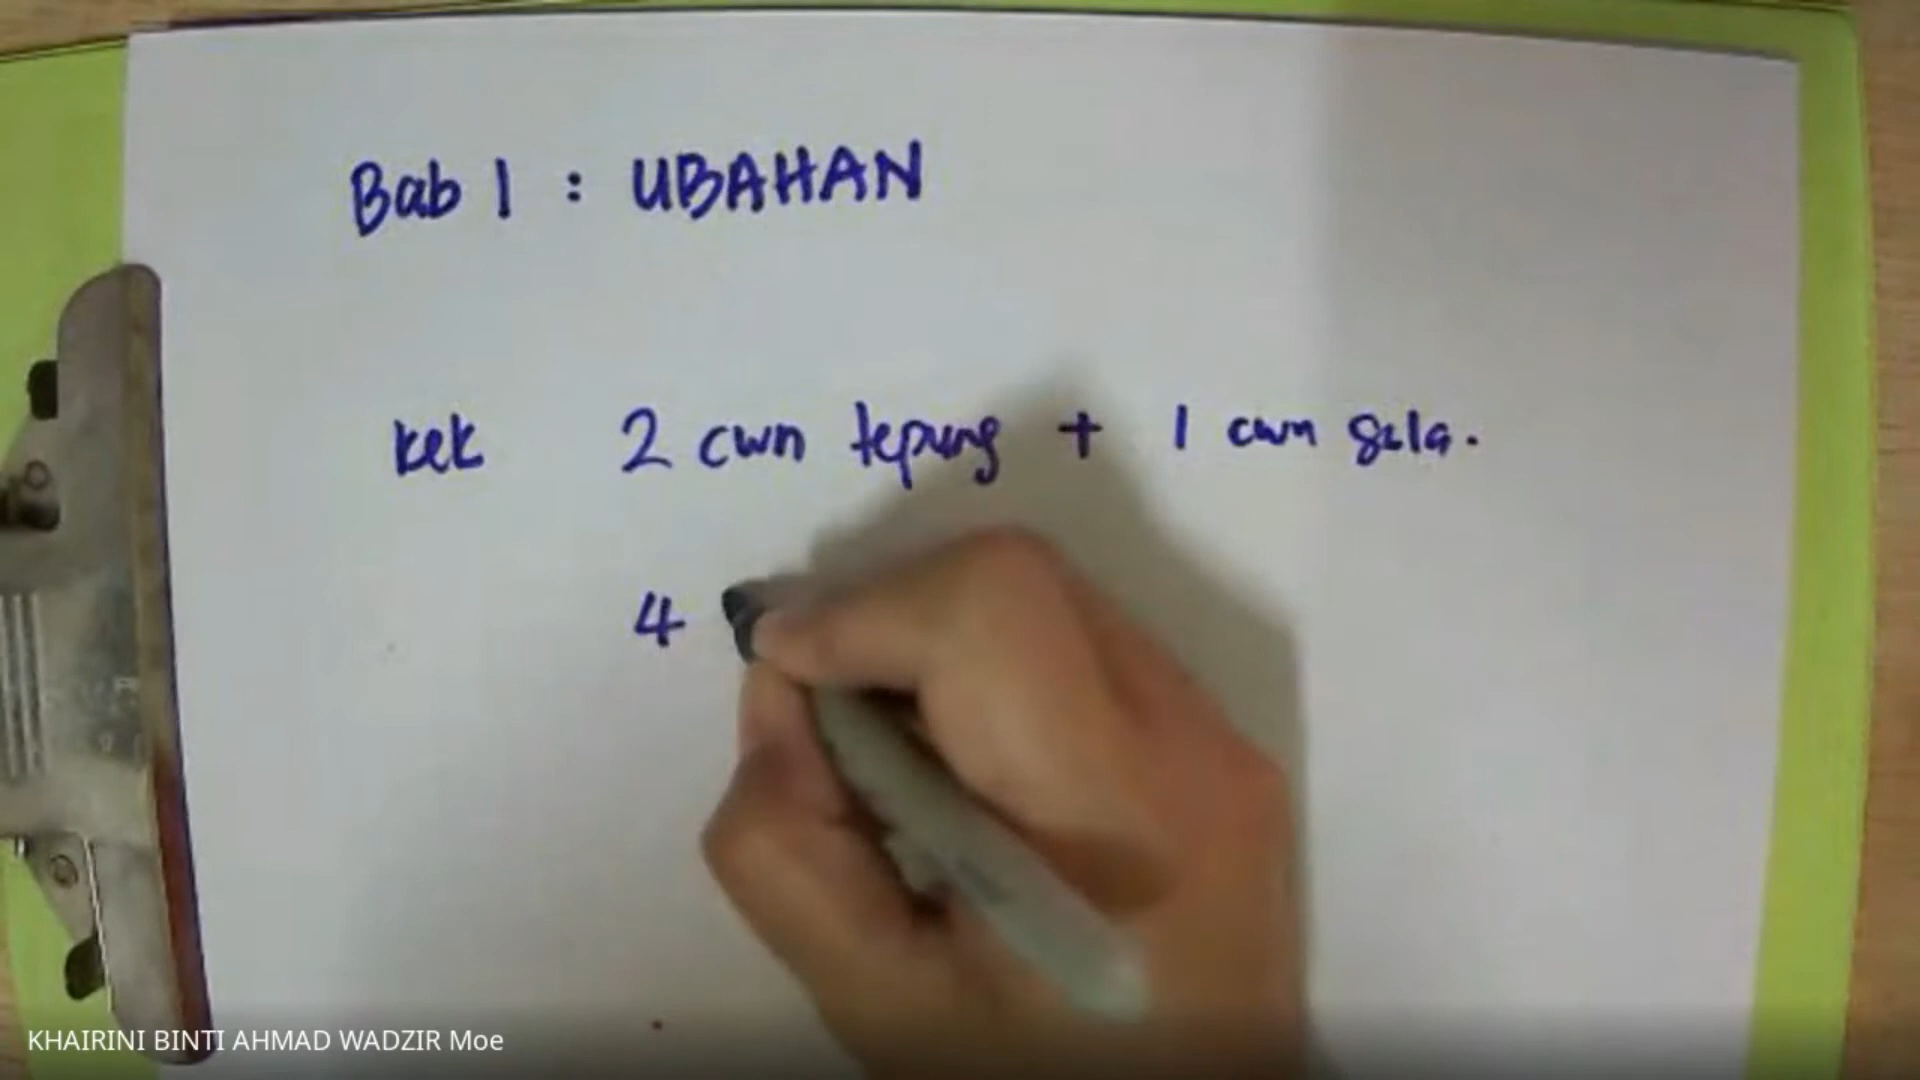 Bab 1 : UBAHAN
kek 2 cwn tepung + 1 cwn gula.
4
KHAIRINI BINTI AHMAD WADZIR Moe